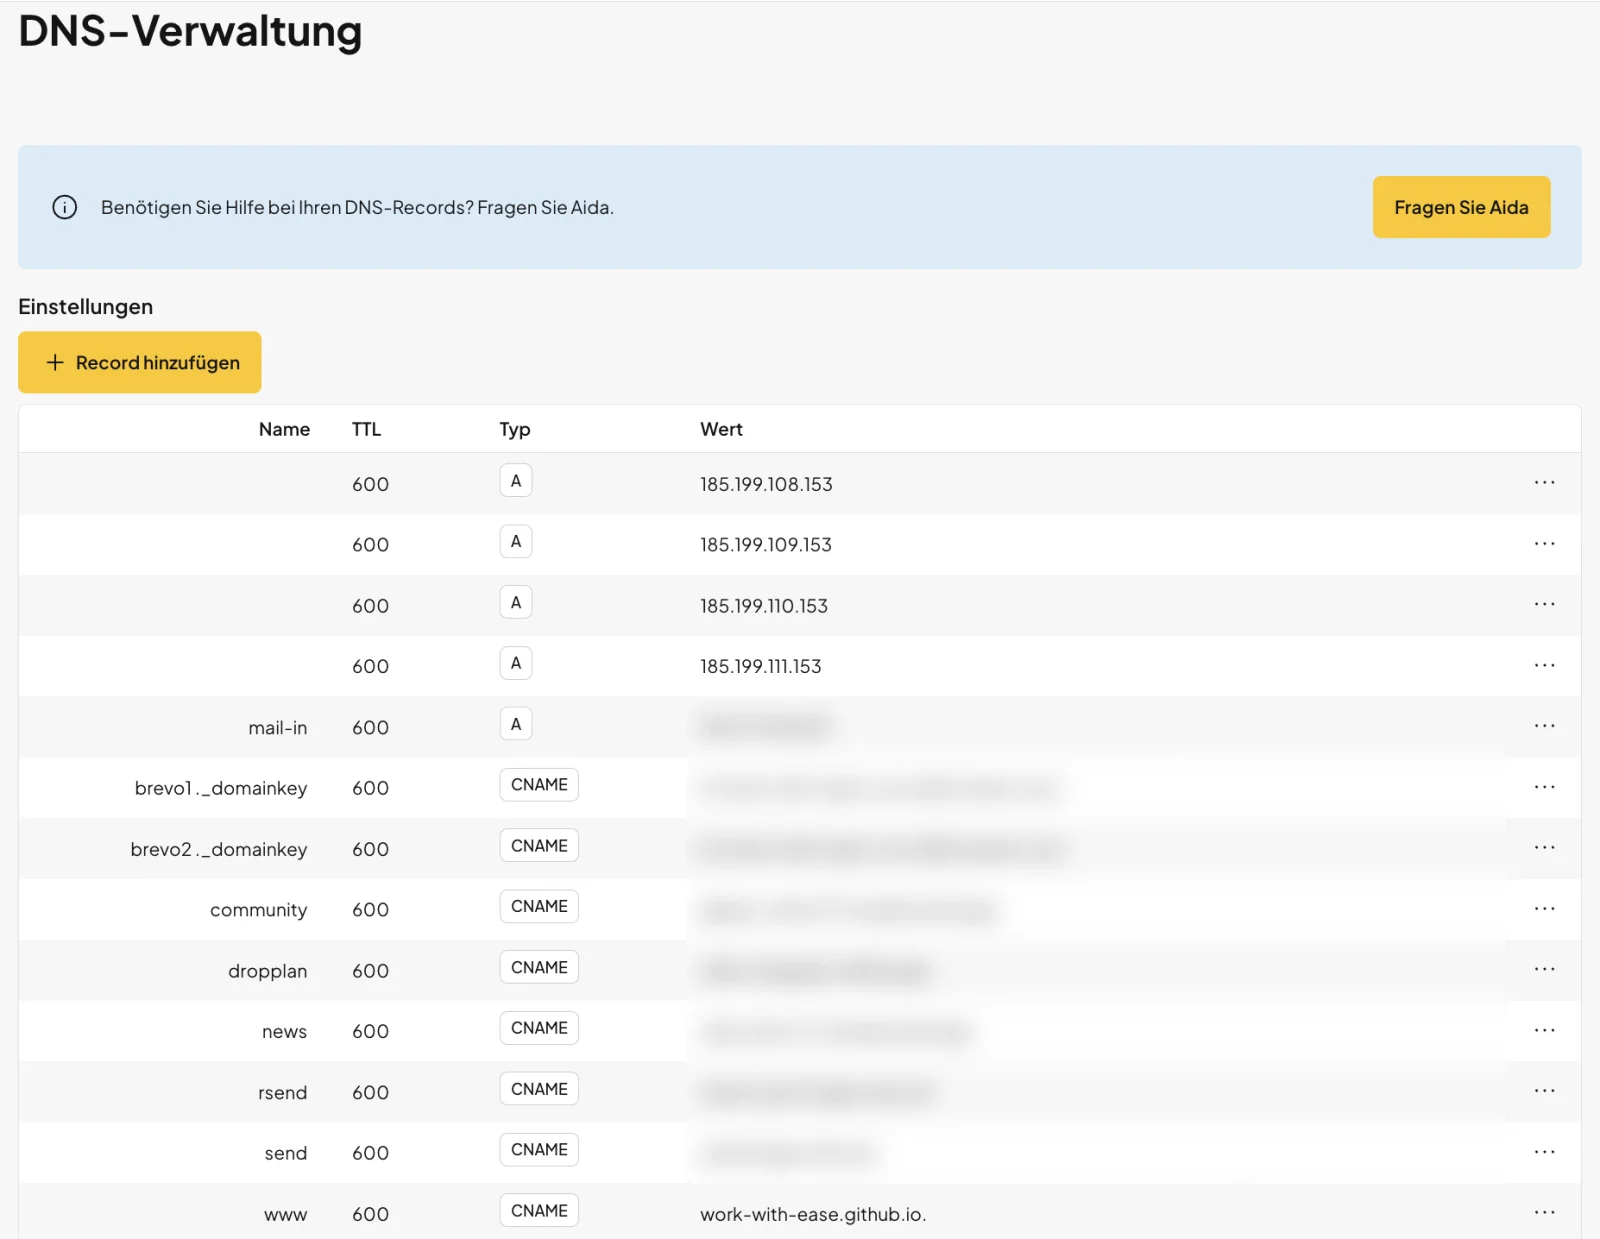 DNS-Verwaltung
Benötigen Sie Hilfe bei Ihren DNS-Records? Fragen Sie Aida.
Fragen Sie Aida
Einstellungen
+ Record hinzufügen
Name TTL Typ Wert
600 A 185.199.108.153 ...
600 A 185.199.109.153 ...
600 A 185.199.110.153 ...
600 A 185.199.111.153 ...
mail-in 600 A ...
brevo1._domainkey 600 CNAME ...
brevo2._domainkey 600 CNAME ...
community 600 CNAME ...
dropplan 600 CNAME ...
news 600 CNAME ...
rsend 600 CNAME ...
send 600 CNAME ...
www 600 CNAME work-with-ease.github.io. ...